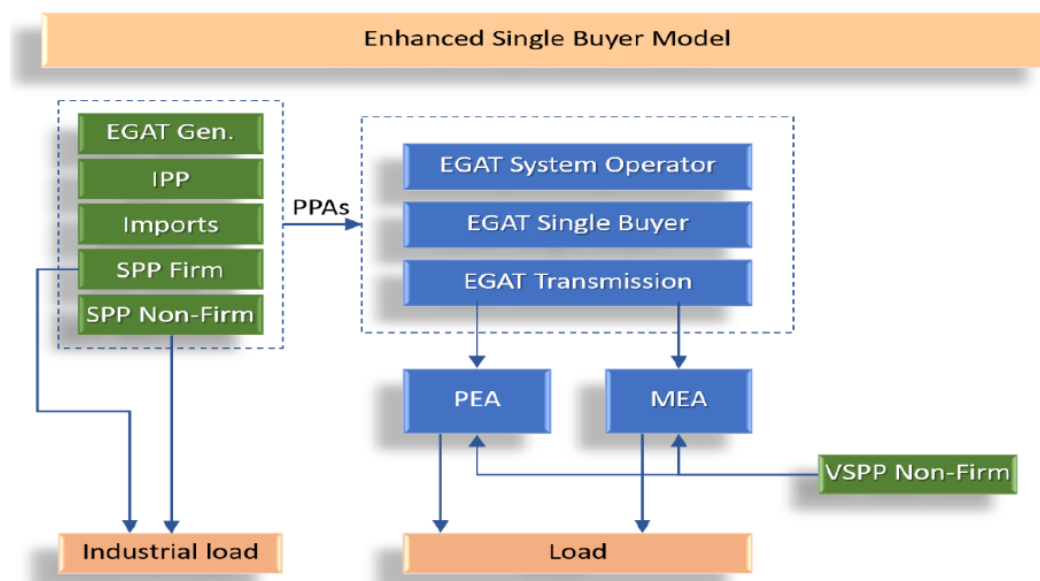 Enhanced Single Buyer Model
EGAT Gen.
IPP
Imports
SPP Firm
SPP Non-Firm
PPAs
EGAT System Operator
EGAT Single Buyer
EGAT Transmission
PEA
MEA
VSPP Non-Firm
Industrial load
Load